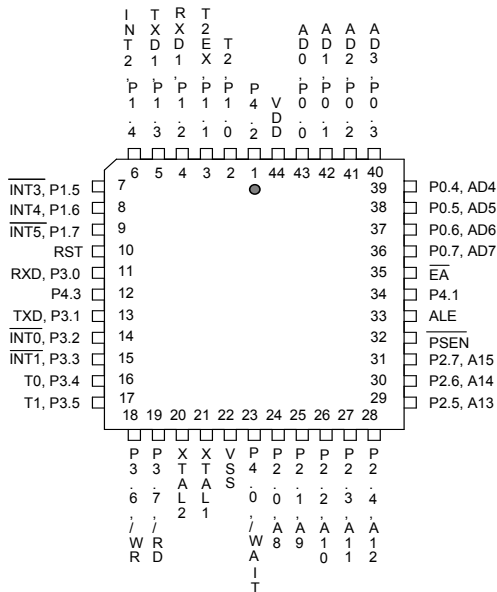 INT2, P1.4
TXD1, P1.3
RXD1, P1.2
T2EX, P1.1
T2, P1.0
P4.2
VDD
AD0, P0.0
AD1, P0.1
AD2, P0.2
AD3, P0.3
6 5 4 3 2 1 44 43 42 41 40
INT3, P1.5 7
INT4, P1.6 8
INT5, P1.7 9
RST 10
RXD, P3.0 11
P4.3 12
TXD, P3.1 13
INT0, P3.2 14
INT1, P3.3 15
T0, P3.4 16
T1, P3.5 17
39 P0.4, AD4
38 P0.5, AD5
37 P0.6, AD6
36 P0.7, AD7
35 EA
34 P4.1
33 ALE
32 PSEN
31 P2.7, A15
30 P2.6, A14
29 P2.5, A13
18 19 20 21 22 23 24 25 26 27 28
P3.6, /WR
P3.7, /RD
XTAL2
XTAL1
VSS
P4.0, /WAIT
P2.0, A8
P2.1, A9
P2.2, A10
P2.3, A11
P2.4, A12